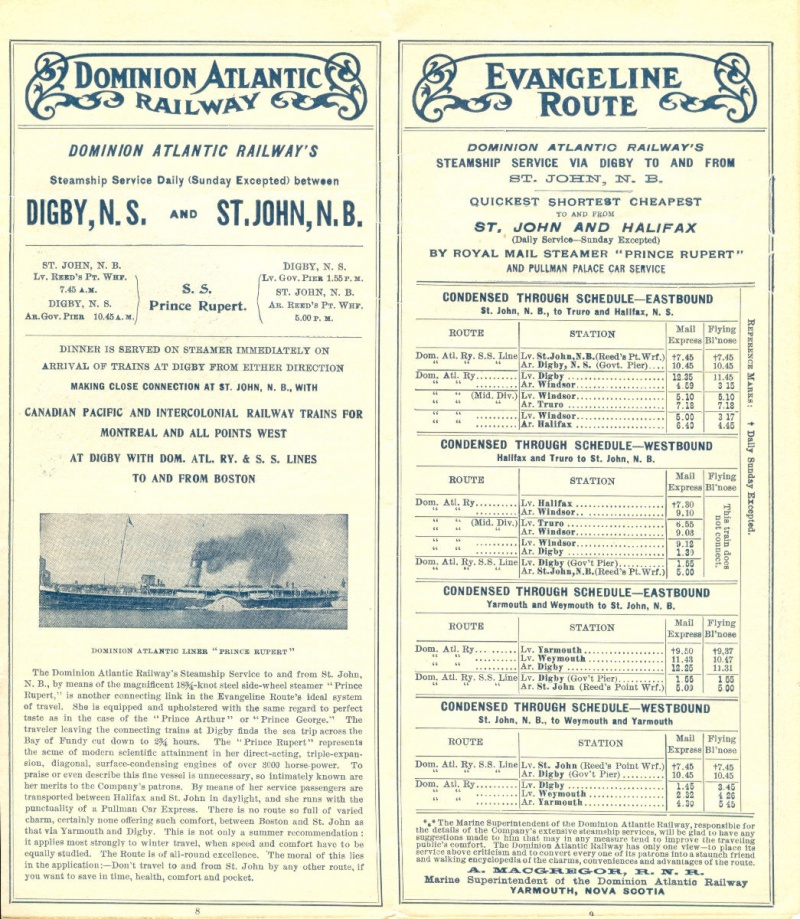 DOMINION ATLANTIC
RAILWAY
DOMINION ATLANTIC RAILWAY'S
Steamship Service Daily (Sunday Excepted) between
DIGBY, N.S. AND ST. JOHN, N.B.
ST. JOHN, N. B.
Lv. Reed's Pt. Whf.
7.45 A.M.
DIGBY, N. S.
Ar. Gov. Pier 10.45 A.M.
S. S.
Prince Rupert.
DIGBY, N. S.
Lv. Gov. Pier 1.55 P.M.
ST. JOHN, N. B.
Ar. Reed's Pt. Whf.
5.00 P. M.
DINNER IS SERVED ON STEAMER IMMEDIATELY ON
ARRIVAL OF TRAINS AT DIGBY FROM EITHER DIRECTION
MAKING CLOSE CONNECTION AT ST. JOHN, N. B., WITH
CANADIAN PACIFIC AND INTERCOLONIAL RAILWAY TRAINS FOR
MONTREAL AND ALL POINTS WEST
AT DIGBY WITH DOM. ATL. RY. & S. S. LINES
TO AND FROM BOSTON
DOMINION ATLANTIC LINER "PRINCE RUPERT"
The Dominion Atlantic Railway's Steamship Service to and from St. John,
N. B., by means of the magnificent 18¾-knot steel side-wheel steamer "Prince
Rupert," is another connecting link in the Evangeline Route's ideal system
of travel. She is equipped and upholstered with the same regard to perfect
taste as in the case of the "Prince Arthur" or "Prince George." The
traveler leaving the connecting trains at Digby finds the sea trip across the
Bay of Fundy cut down to 2¾ hours. The "Prince Rupert" represents
the acme of modern scientific attainment in her direct-acting, triple-expan-
sion, diagonal, surface-condensing engines of over 3000 horse-power. To
praise or even describe this fine vessel is unnecessary, so intimately known are
her merits to the Company's patrons. By means of her service passengers are
transported between Halifax and St. John in daylight, and she runs with the
punctuality of a Pullman Car Express. There is no route so full of varied
charm, certainly none offering such comfort, between Boston and St. John as
that via Yarmouth and Digby. This is not only a summer recommendation:
it applies most strongly to winter travel, when speed and comfort have to be
equally studied. The Route is of all-round excellence. The moral of this lies
in the application:—Don't travel to and from St. John by any other route, if
you want to save in time, health, comfort and pocket.
8
EVANGELINE
ROUTE
DOMINION ATLANTIC RAILWAY'S
STEAMSHIP SERVICE VIA DIGBY TO AND FROM
ST. JOHN, N. B.
QUICKEST SHORTEST CHEAPEST
TO AND FROM
ST. JOHN AND HALIFAX
(Daily Service—Sunday Excepted)
BY ROYAL MAIL STEAMER "PRINCE RUPERT"
AND PULLMAN PALACE CAR SERVICE
CONDENSED THROUGH SCHEDULE—EASTBOUND
St. John, N. B., to Truro and Halifax, N. S.
ROUTE STATION Mail Express Flying Bl'nose
Dom. Atl. Ry. S.S. Line Lv. St. John, N.B. (Reed's Pt. Wrf.) †7.45 †7.45
" " Ar. Digby, N. S. (Govt. Pier).... 10.45 10.45
Dom. Atl. Ry.......... Lv. Digby 12.35 11.45
" " .......... Ar. Windsor 4.59 3 15
" " (Mid. Div.) Lv. Windsor 5.10 5.10
" " Ar. Truro 7.18 7.18
" " .......... Lv. Windsor 5.00 3 17
" " Ar. Halifax 6.40 4.45
CONDENSED THROUGH SCHEDULE—WESTBOUND
Halifax and Truro to St. John, N. B.
ROUTE STATION Mail Express Flying Bl'nose
Dom. Atl. Ry.......... Lv. Halifax †7.30
" " .......... Ar. Windsor 9.10
" " (Mid. Div.) Lv. Truro 6.55
" " Ar. Windsor 9.03
" " .......... Lv. Windsor 9.12
" " .......... Ar. Digby
Dom. Atl. Ry. S.S. Line Lv. Digby (Gov't Pier) 1.55
" " Ar. St. John, N.B. (Reed's Pt. Wrf.) 5.00
This train does
not connect.
CONDENSED THROUGH SCHEDULE—EASTBOUND
Yarmouth and Weymouth to St. John, N. B.
ROUTE STATION Mail Express Flying Bl'nose
Dom. Atl. Ry.......... Lv. Yarmouth †9.50 †9.37
" " .......... Lv. Weymouth 11.43 10.47
" " .......... Ar. Digby 12.25 11.31
Dom. Atl. Ry. S.S. Line Lv. Digby (Gov't Pier) 1.55 1 55
" " Ar. St. John (Reed's Point Wrf.) 5.00 5 00
CONDENSED THROUGH SCHEDULE—WESTBOUND
St. John, N. B., to Weymouth and Yarmouth
ROUTE STATION Mail Express Flying Bl'nose
Dom. Atl. Ry. S.S. Line Lv. St. John (Reed's Point Wrf.) †7.45 †7.45
" " Ar. Digby (Gov't Pier) 10.45 10.45
Dom. Atl. Ry.......... Lv. Digby 1.45 3.45
" " .......... Lv. Weymouth 2.32 4 26
" " .......... Ar. Yarmouth 4.30 5 45
REFERENCE MARKS: † Daily Sunday Excepted.
*⁎* The Marine Superintendent of the Dominion Atlantic Railway, responsible for
the details of the Company's extensive steamship services, will be glad to have any
suggestions made to him that may in any measure tend to improve the traveling
public's comfort. The Dominion Atlantic Railway has only one view—to place its
service above criticism and to convert every one of its patrons into a staunch friend
and walking encyclopedia of the charms, conveniences and advantages of the route.
A. MACGREGOR, R. N. R.
Marine Superintendent of the Dominion Atlantic Railway
YARMOUTH, NOVA SCOTIA
9